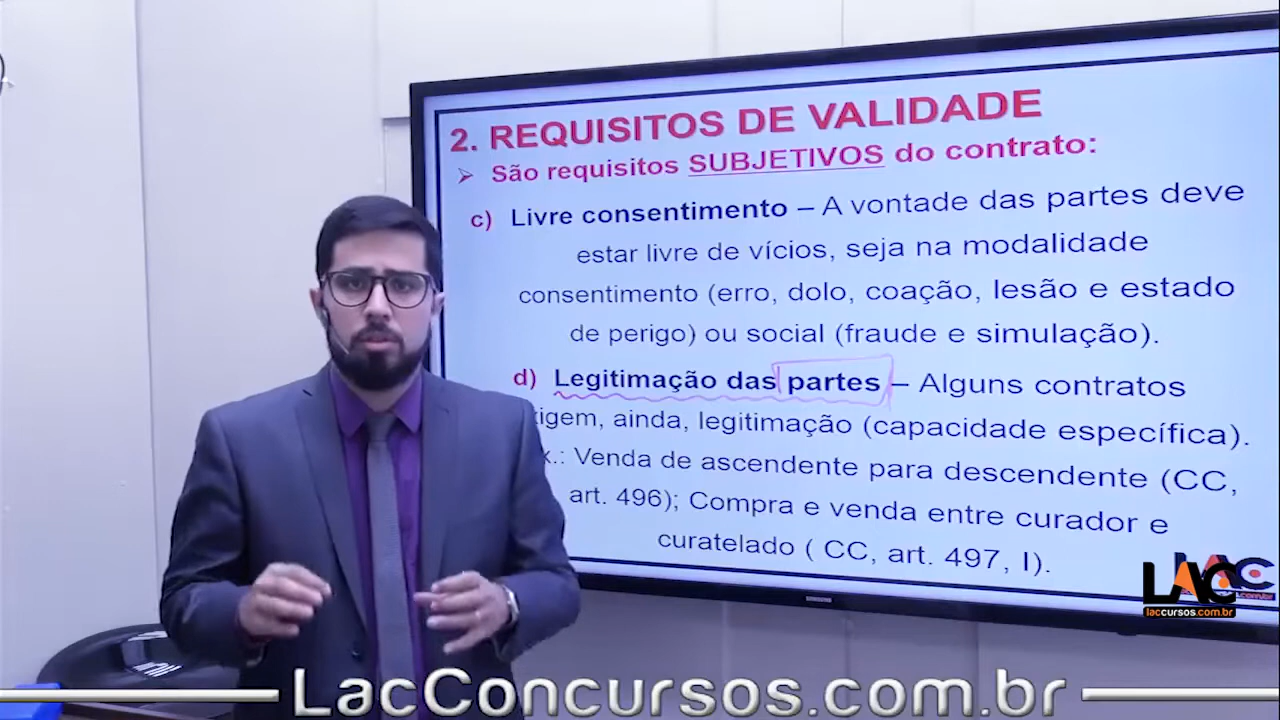 2. REQUISITOS DE VALIDADE
➢ São requisitos SUBJETIVOS do contrato:
c) Livre consentimento – A vontade das partes deve
estar livre de vícios, seja na modalidade
consentimento (erro, dolo, coação, lesão e estado
de perigo) ou social (fraude e simulação).
d) Legitimação das partes – Alguns contratos
xigem, ainda, legitimação (capacidade específica).
x.: Venda de ascendente para descendente (CC,
art. 496); Compra e venda entre curador e
curatelado ( CC, art. 497, I).
LAC
laccursos.com.br
LacConcursos.com.br